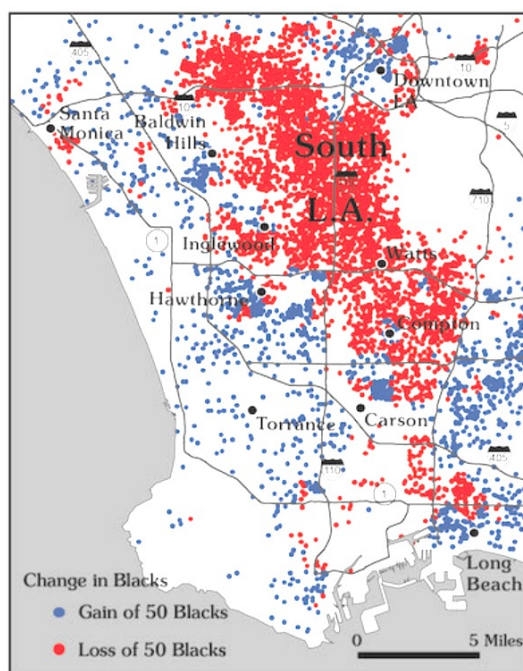 405
10
Downtown
LA
Santa
Monica
Baldwin
Hills
10
5
South
L.A.
710
1
Inglewood
Watts
Hawthorne
Compton
Torrance
Carson
405
110
1
Long
Beach
Change in Blacks
Gain of 50 Blacks
Loss of 50 Blacks
0
5 Miles